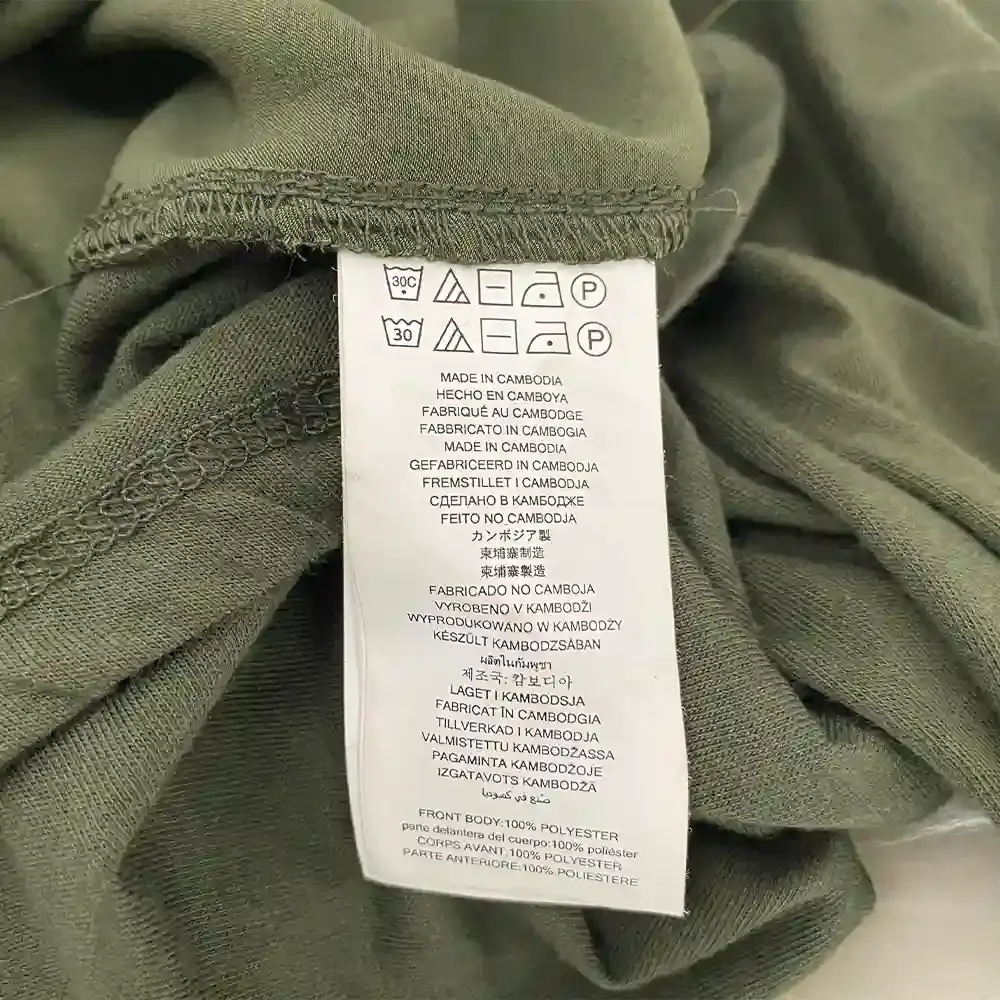 30C P
30 P
MADE IN CAMBODIA
HECHO EN CAMBOYA
FABRIQUÉ AU CAMBODGE
FABBRICATO IN CAMBOGIA
MADE IN CAMBODIA
GEFABRICEERD IN CAMBODJA
FREMSTILLET I CAMBODJA
СДЕЛАНО В КАМБОДЖЕ
FEITO NO CAMBODJA
カンボジア製
柬埔寨制造
柬埔寨製造
FABRICADO NO CAMBOJA
VYROBENO V KAMBODŽI
WYPRODUKOWANO W KAMBODŻY
KÉSZÜLT KAMBODZSÁBAN
ผลิตในกัมพูชา
제조국: 캄보디아
LAGET I KAMBODSJA
FABRICAT ÎN CAMBODGIA
TILLVERKAD I KAMBODJA
VALMISTETTU KAMBODŽASSA
PAGAMINTA KAMBODŽOJE
IZGATAVOTS KAMBODŽĀ
صنع في كمبوديا
FRONT BODY:100% POLYESTER
parte delantera del cuerpo:100% poliéster
CORPS AVANT:100% POLYESTER
PARTE ANTERIORE:100% POLIESTERE